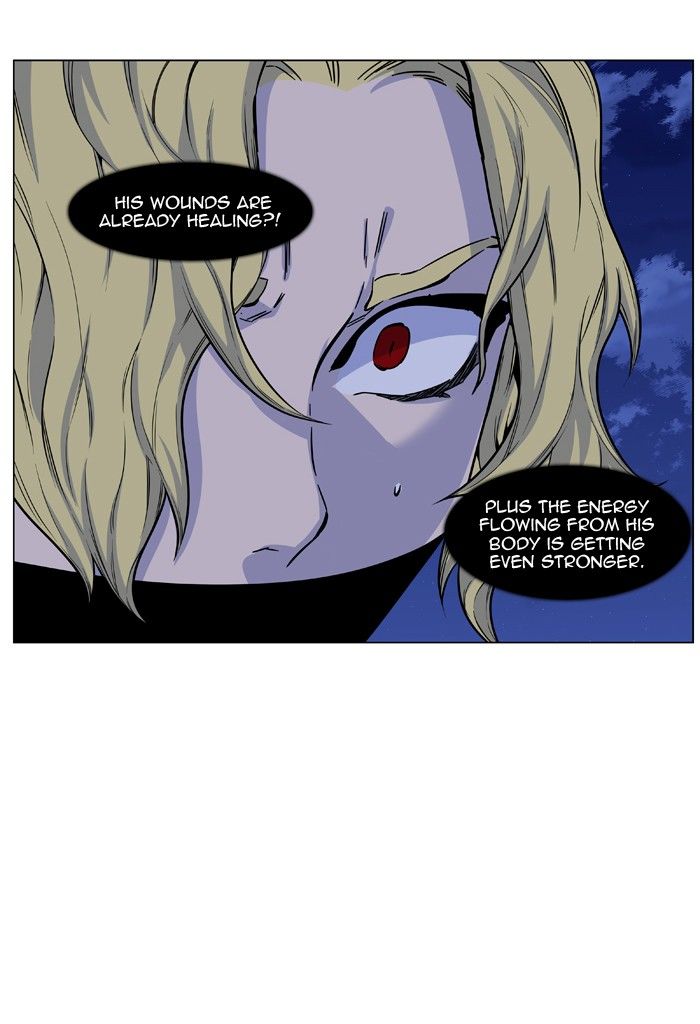 HIS WOUNDS ARE
ALREADY HEALING?!
PLUS THE ENERGY
FLOWING FROM HIS
BODY IS GETTING
EVEN STRONGER.